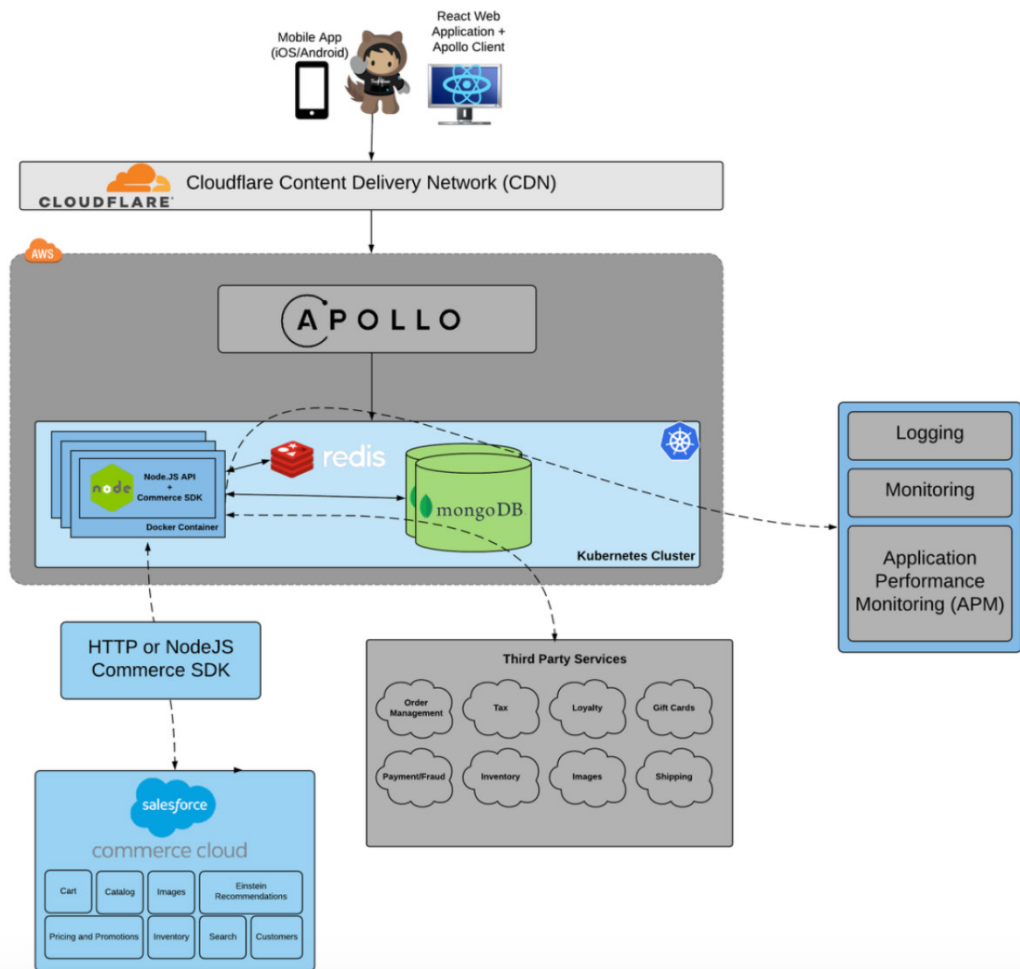 Mobile App
(iOS/Android)
React Web
Application +
Apollo Client
CLOUDFLARE
Cloudflare Content Delivery Network (CDN)
AWS
APOLLO
Node.JS API
+
Commerce SDK
node
Docker Container
redis
mongoDB
Kubernetes Cluster
Logging
Monitoring
Application
Performance
Monitoring (APM)
HTTP or NodeJS
Commerce SDK
Third Party Services
Order
Management
Tax
Loyalty
Gift Cards
Payment/Fraud
Inventory
Images
Shipping
salesforce
commerce cloud
Cart
Catalog
Images
Einstein
Recommendations
Pricing and Promotions
Inventory
Search
Customers